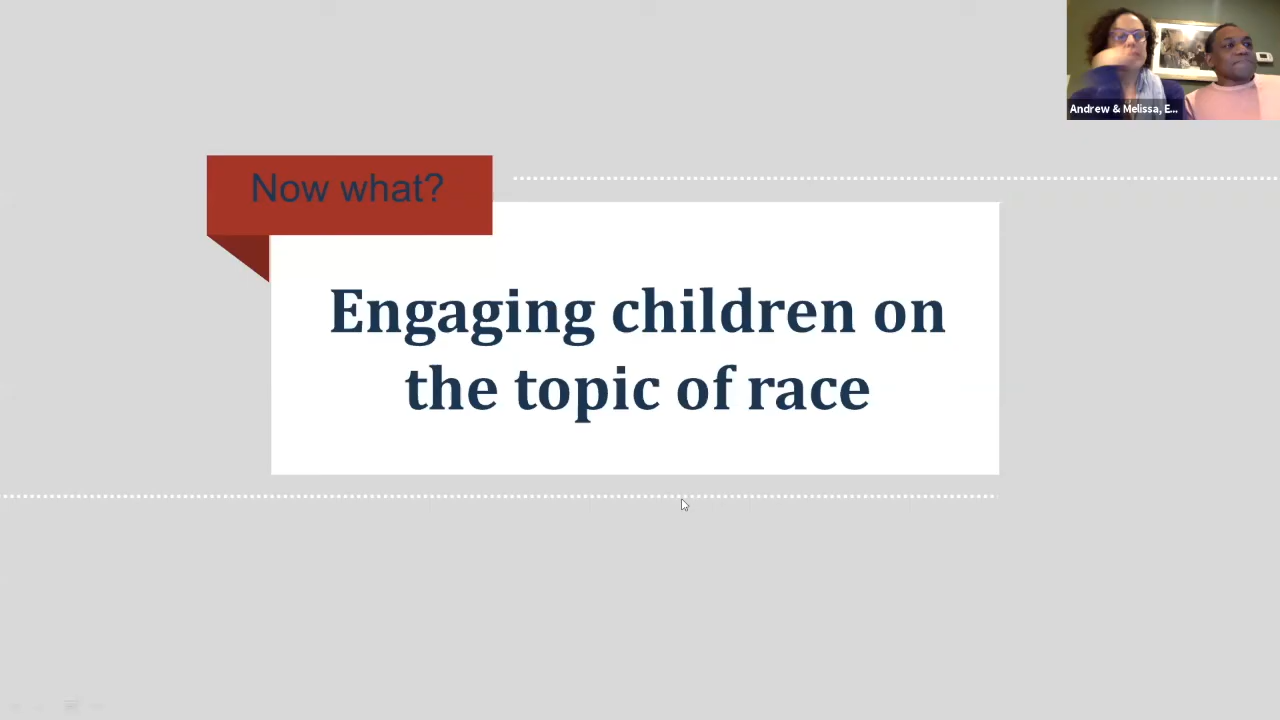 Andrew & Melissa, E...
Now what?
Engaging children on
the topic of race